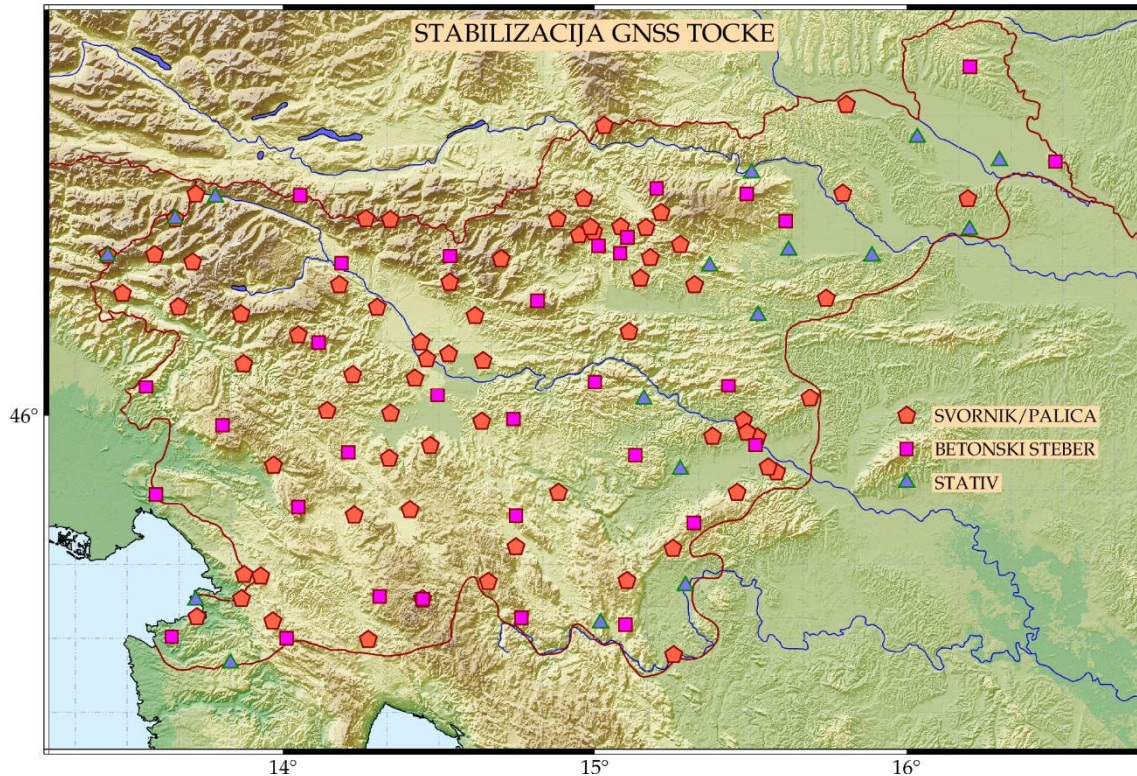 STABILIZACIJA GNSS TOCKE
46°
SVORNIK/PALICA
BETONSKI STEBER
STATIV
14°
15°
16°